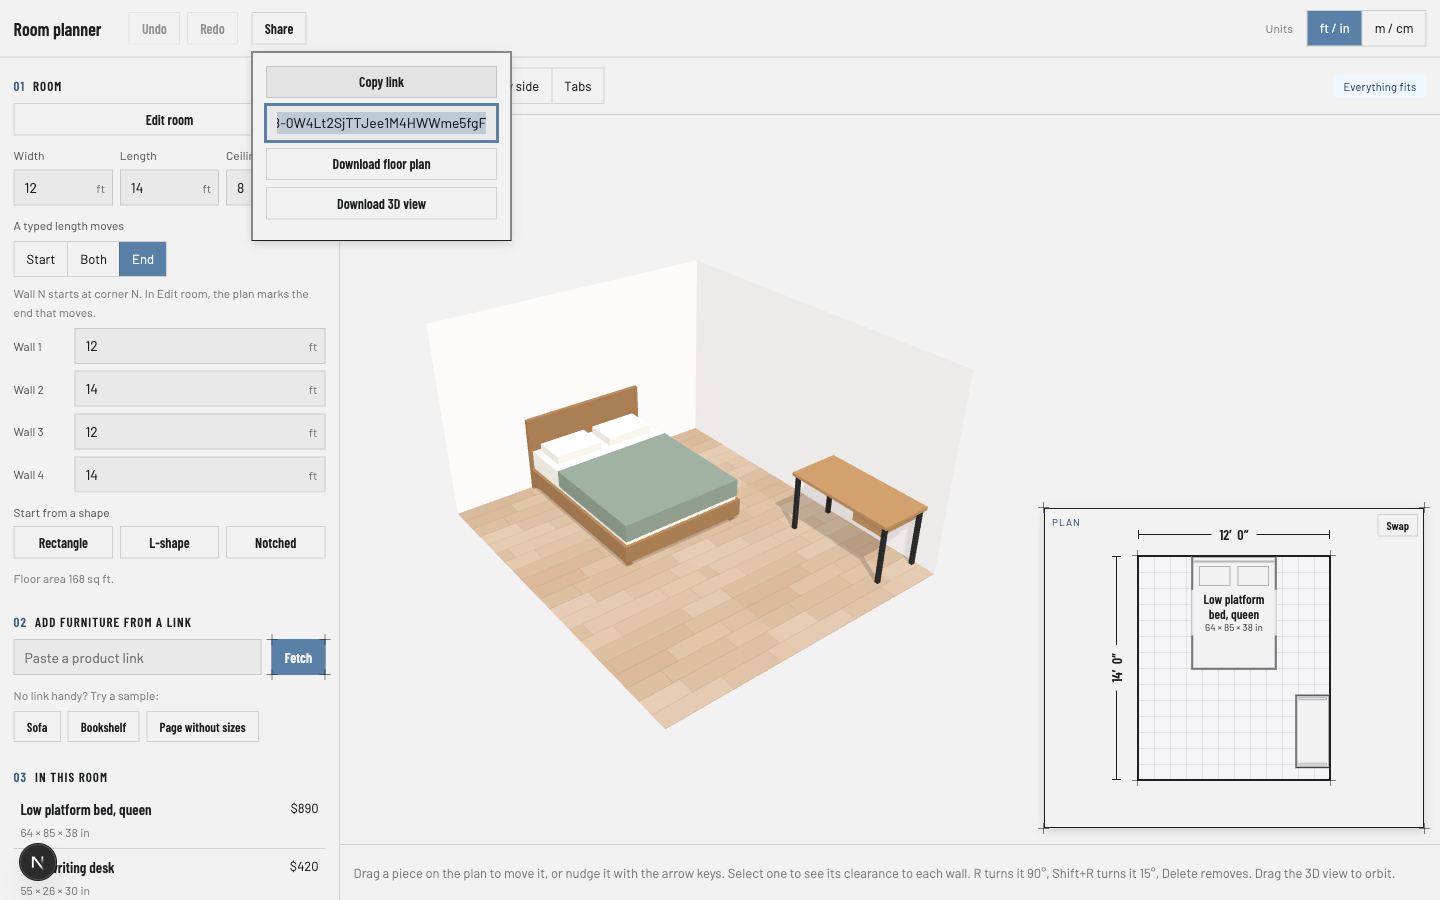 Room planner
Undo
Redo
Share
Units
ft / in
m / cm
Copy link
3-0W4Lt2SjTTJee1M4HWWme5fgF
Download floor plan
Download 3D view
side
Tabs
Everything fits
01 ROOM
Edit room
Width
Length
12 ft
14 ft
8
A typed length moves
Start
Both
End
Wall N starts at corner N. In Edit room, the plan marks the
end that moves.
Wall 1
12 ft
Wall 2
14 ft
Wall 3
12 ft
Wall 4
14 ft
Start from a shape
Rectangle
L-shape
Notched
Floor area 168 sq ft.
02 ADD FURNITURE FROM A LINK
Paste a product link
Fetch
No link handy? Try a sample:
Sofa
Bookshelf
Page without sizes
03 IN THIS ROOM
Low platform bed, queen
$890
64 × 85 × 38 in
writing desk
$420
55 × 26 × 30 in
N
PLAN
Swap
12′ 0″
14′ 0″
Low platform
bed, queen
64 × 85 × 38 in
Drag a piece on the plan to move it, or nudge it with the arrow keys. Select one to see its clearance to each wall. R turns it 90°, Shift+R turns it 15°, Delete removes. Drag the 3D view to orbit.